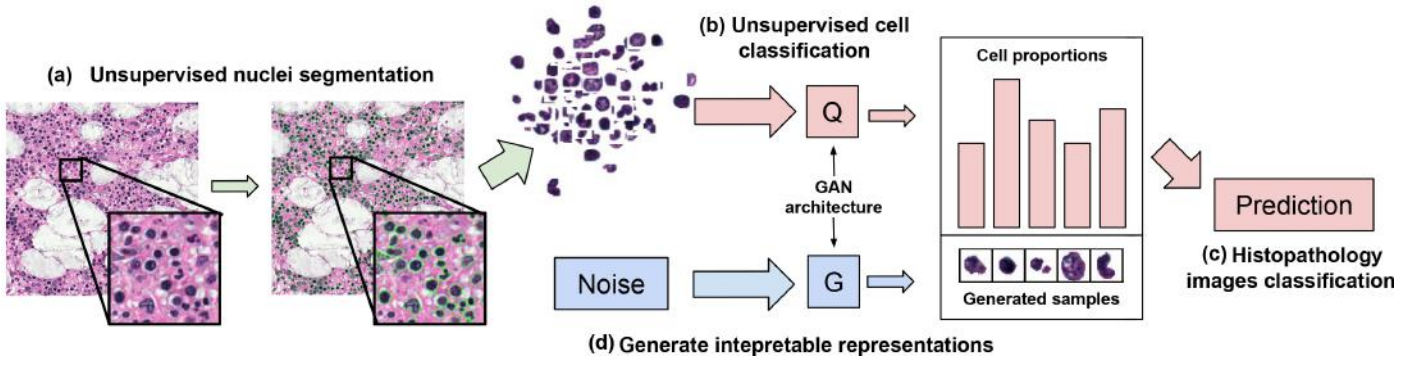 (a) Unsupervised nuclei segmentation
(b) Unsupervised cell
classification
Q
GAN
architecture
Noise
G
(d) Generate intepretable representations
Cell proportions
Generated samples
Prediction
(c) Histopathology
images classification